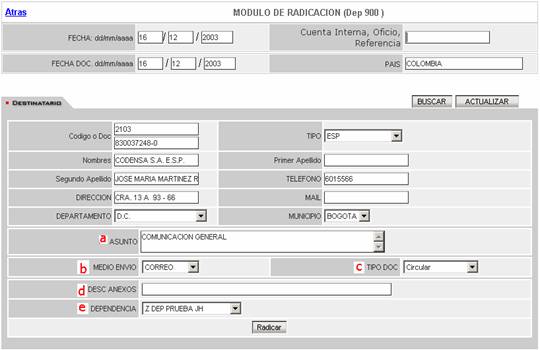 Atras MODULO DE RADICACION (Dep 900 )
FECHA: dd/mm/aaaa 16 / 12 / 2003 Cuenta Interna, Oficio,
Referencia
FECHA DOC. dd/mm/aaaa 16 / 12 / 2003 PAIS COLOMBIA
DESTINATARIO BUSCAR ACTUALIZAR
Codigo o Doc 2103 TIPO ESP
830037248-0
Nombres CODENSA S.A. E.S.P. Primer Apellido
Segundo Apellido JOSE MARIA MARTINEZ R TELEFONO 6015566
DIRECCION CRA. 13 A 93 - 66 MAIL
DEPARTAMENTO D.C. MUNICIPIO BOGOTA
a ASUNTO COMUNICACION GENERAL
b MEDIO ENVIO CORREO c TIPO DOC Circular
d DESC ANEXOS
e DEPENDENCIA Z DEP PRUEBA JH
Radicar